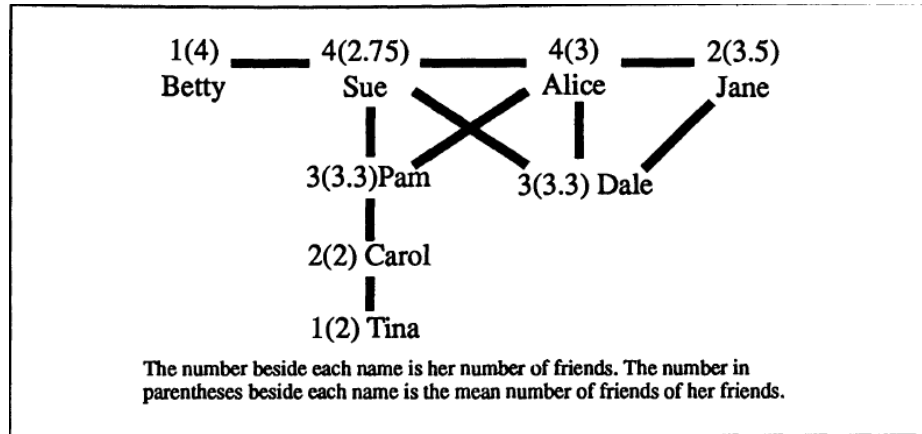 1(4) 4(2.75) 4(3) 2(3.5)
Betty Sue Alice Jane
3(3.3)Pam 3(3.3) Dale
2(2) Carol
1(2) Tina
The number beside each name is her number of friends. The number in
parentheses beside each name is the mean number of friends of her friends.